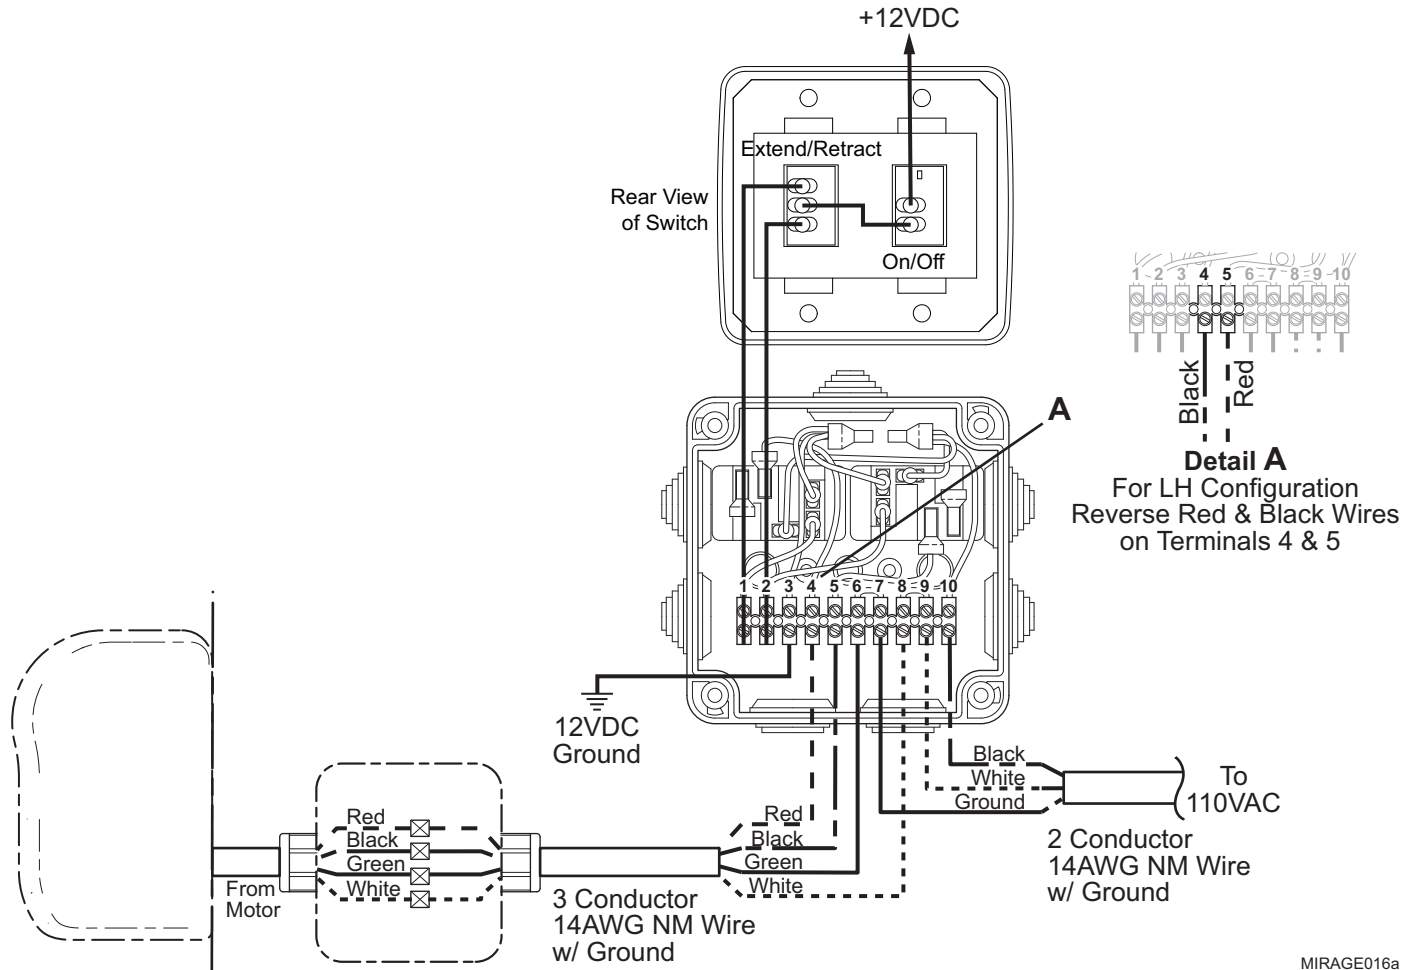 +12VDC
Extend/Retract
Rear View
of Switch
On/Off
1 2 3 4 5 6 7 8 9 10
Black
Red
Detail A
For LH Configuration
Reverse Red & Black Wires
on Terminals 4 & 5
A
1 2 3 4 5 6 7 8 9 10
12VDC
Ground
Black
White
Ground
To
110VAC
2 Conductor
14AWG NM Wire
w/ Ground
Red
Black
Green
White
From
Motor
Red
Black
Green
White
3 Conductor
14AWG NM Wire
w/ Ground
MIRAGE016a